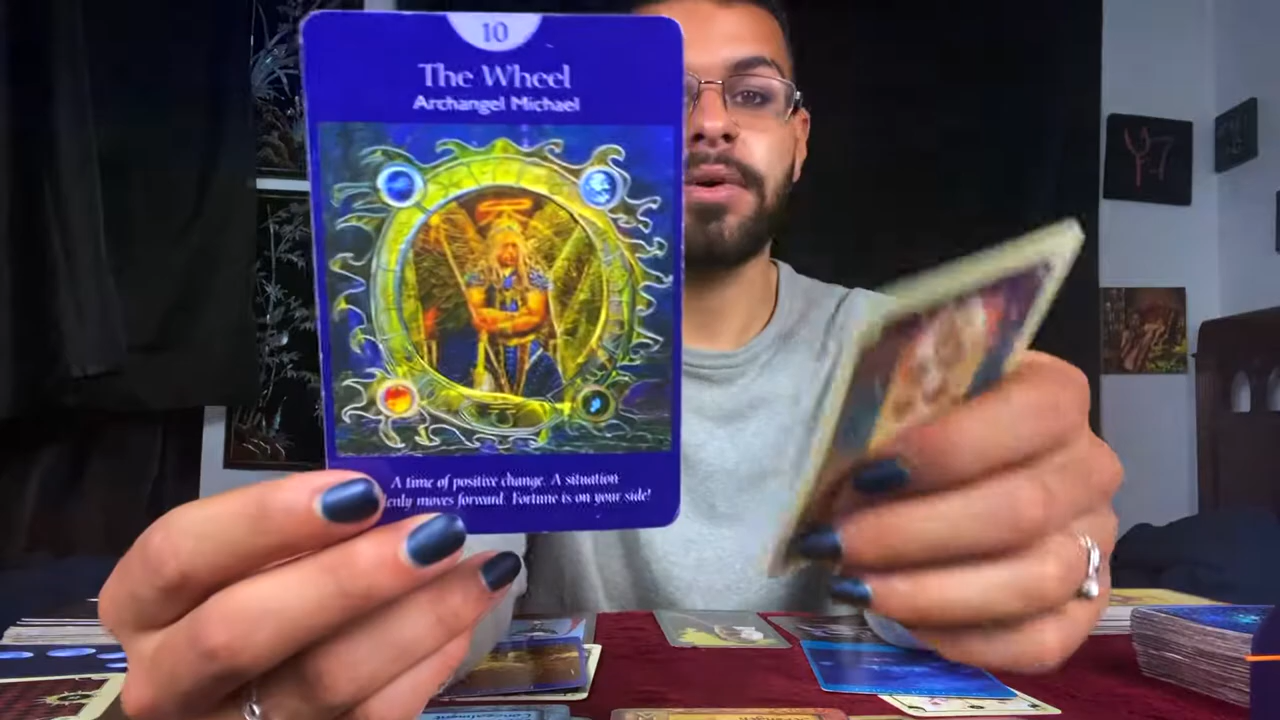 10
The Wheel
Archangel Michael
A time of positive change. A situation
moves forward. Fortune is on your side!